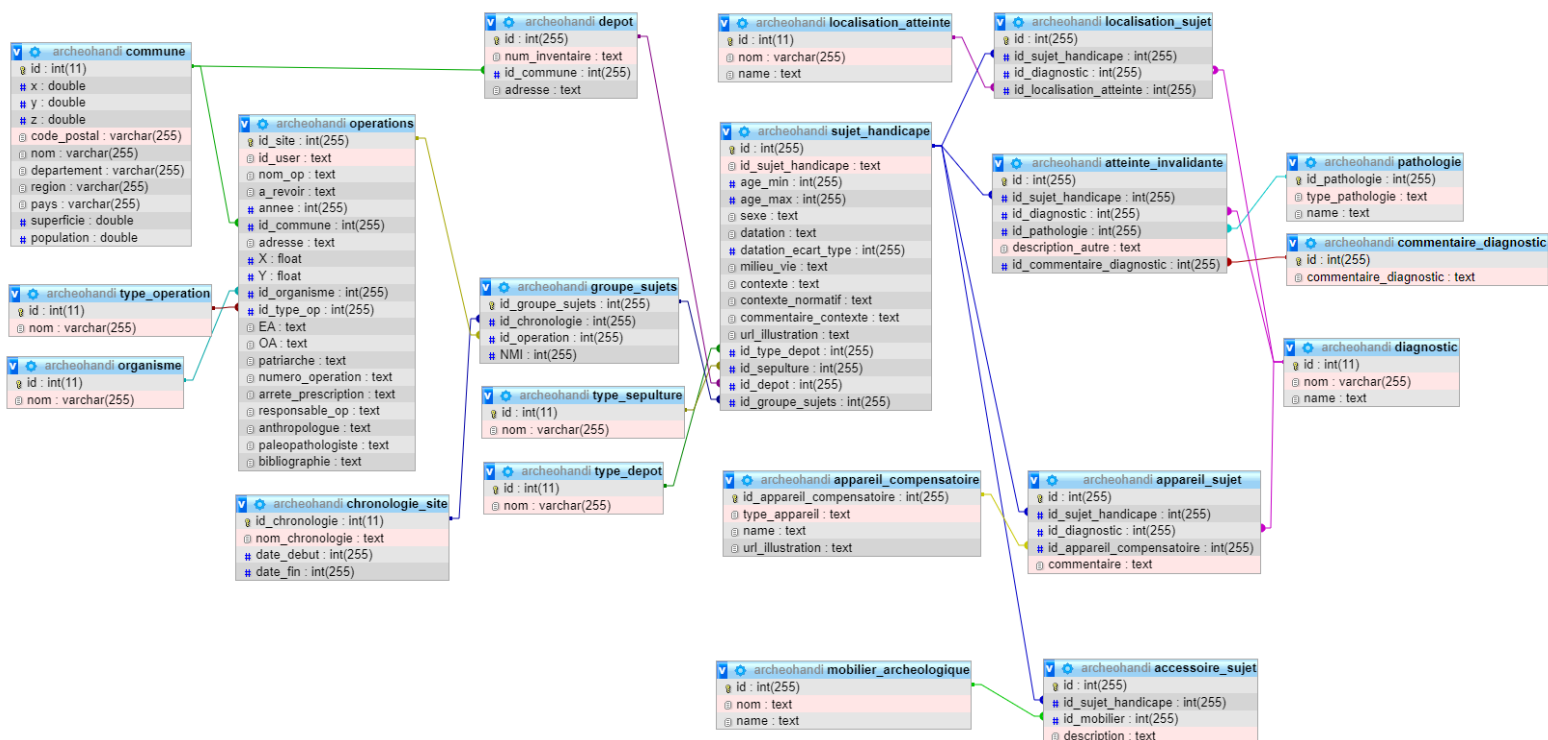 archeohandi commune
id : int(11)
x : double
y : double
z : double
code_postal : varchar(255)
nom : varchar(255)
departement : varchar(255)
region : varchar(255)
pays : varchar(255)
superficie : double
population : double
archeohandi type_operation
id : int(11)
nom : varchar(255)
archeohandi organisme
id : int(11)
nom : varchar(255)
archeohandi operations
id_site : int(255)
id_user : text
nom_op : text
a_revoir : text
annee : int(255)
id_commune : int(255)
adresse : text
X : float
Y : float
id_organisme : int(255)
id_type_op : int(255)
EA : text
OA : text
patriarche : text
numero_operation : text
arrete_prescription : text
responsable_op : text
anthropologue : text
paleopathologiste : text
bibliographie : text
archeohandi chronologie_site
id_chronologie : int(11)
nom_chronologie : text
date_debut : int(255)
date_fin : int(255)
archeohandi depot
id : int(255)
num_inventaire : text
id_commune : int(255)
adresse : text
archeohandi groupe_sujets
id_groupe_sujets : int(255)
id_chronologie : int(255)
id_operation : int(255)
NMI : int(255)
archeohandi type_sepulture
id : int(11)
nom : varchar(255)
archeohandi type_depot
id : int(11)
nom : varchar(255)
archeohandi localisation_atteinte
id : int(11)
nom : varchar(255)
name : text
archeohandi sujet_handicape
id : int(255)
id_sujet_handicape : text
age_min : int(255)
age_max : int(255)
sexe : text
datation : text
datation_ecart_type : int(255)
milieu_vie : text
contexte : text
contexte_normatif : text
commentaire_contexte : text
url_illustration : text
id_type_depot : int(255)
id_sepulture : int(255)
id_depot : int(255)
id_groupe_sujets : int(255)
archeohandi appareil_compensatoire
id_appareil_compensatoire : int(255)
type_appareil : text
name : text
url_illustration : text
archeohandi mobilier_archeologique
id : int(255)
nom : text
name : text
archeohandi localisation_sujet
id : int(255)
id_sujet_handicape : int(255)
id_diagnostic : int(255)
id_localisation_atteinte : int(255)
archeohandi atteinte_invalidante
id : int(255)
id_sujet_handicape : int(255)
id_diagnostic : int(255)
id_pathologie : int(255)
description_autre : text
id_commentaire_diagnostic : int(255)
archeohandi appareil_sujet
id : int(255)
id_sujet_handicape : int(255)
id_diagnostic : int(255)
id_appareil_compensatoire : int(255)
commentaire : text
archeohandi accessoire_sujet
id : int(255)
id_sujet_handicape : int(255)
id_mobilier : int(255)
description : text
archeohandi pathologie
id_pathologie : int(255)
type_pathologie : text
name : text
archeohandi commentaire_diagnostic
id : int(255)
commentaire_diagnostic : text
archeohandi diagnostic
id : int(11)
nom : varchar(255)
name : text